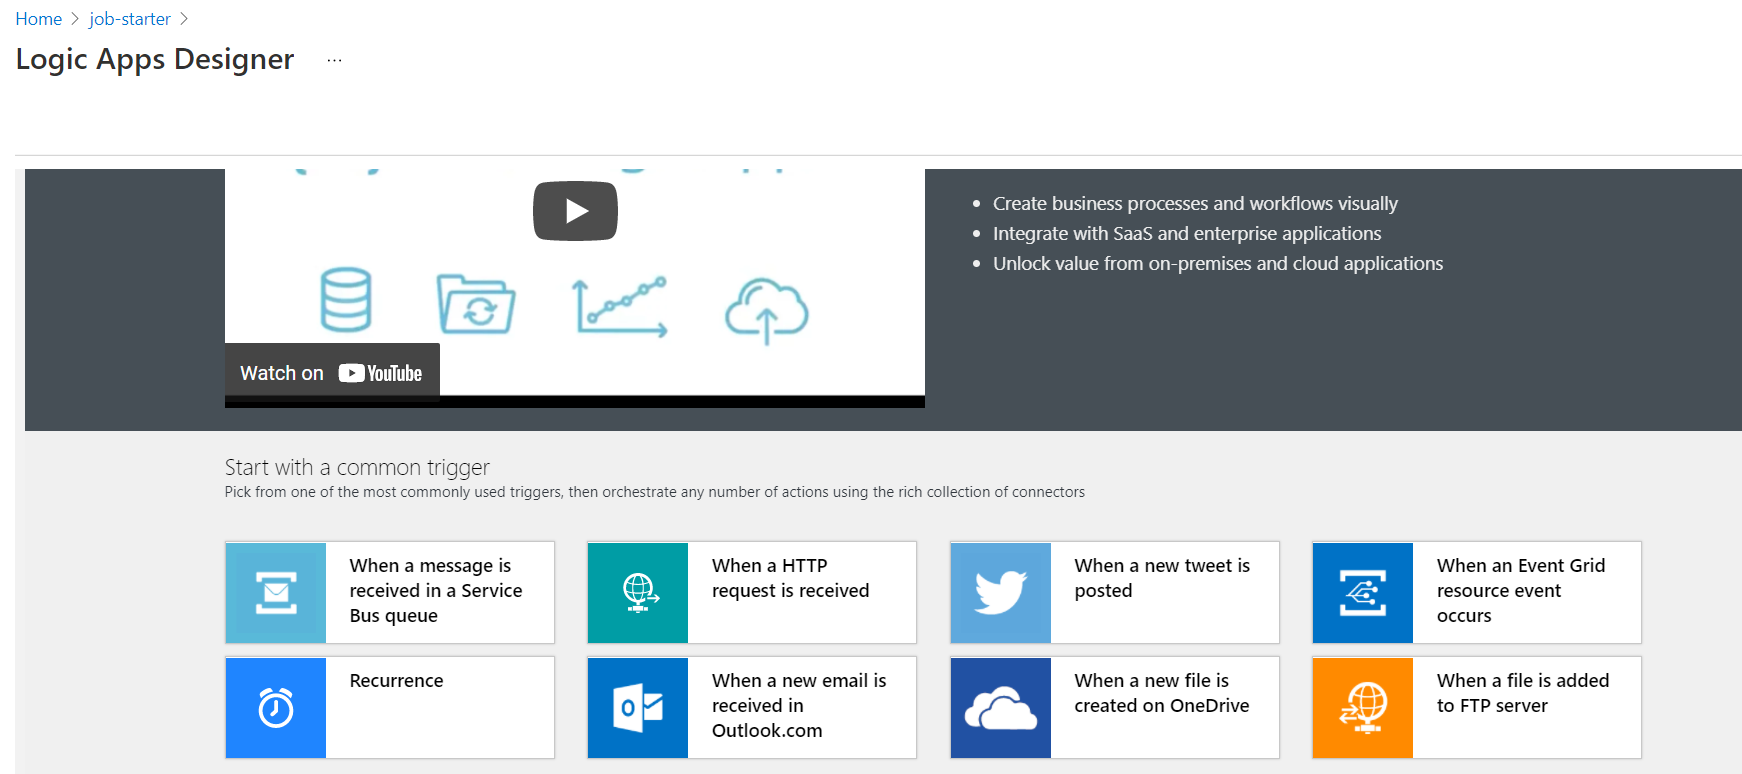 Home > job-starter >
Logic Apps Designer ...
Create business processes and workflows visually
Integrate with SaaS and enterprise applications
Unlock value from on-premises and cloud applications
Watch on YouTube
Start with a common trigger
Pick from one of the most commonly used triggers, then orchestrate any number of actions using the rich collection of connectors
When a message is
received in a Service
Bus queue
When a HTTP
request is received
When a new tweet is
posted
When an Event Grid
resource event
occurs
Recurrence
When a new email is
received in
Outlook.com
When a new file is
created on OneDrive
When a file is added
to FTP server